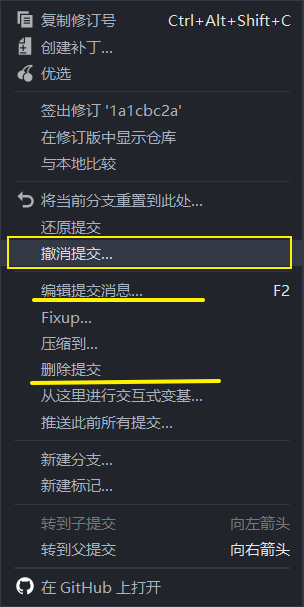 复制修订号 Ctrl+Alt+Shift+C
创建补丁...
优选
签出修订 '1a1cbc2a'
在修订版中显示仓库
与本地比较
将当前分支重置到此处...
还原提交
撤消提交...
编辑提交消息... F2
Fixup...
压缩到...
删除提交
从这里进行交互式变基...
推送此前所有提交...
新建分支...
新建标记...
转到子提交 向左箭头
转到父提交 向右箭头
在 GitHub 上打开